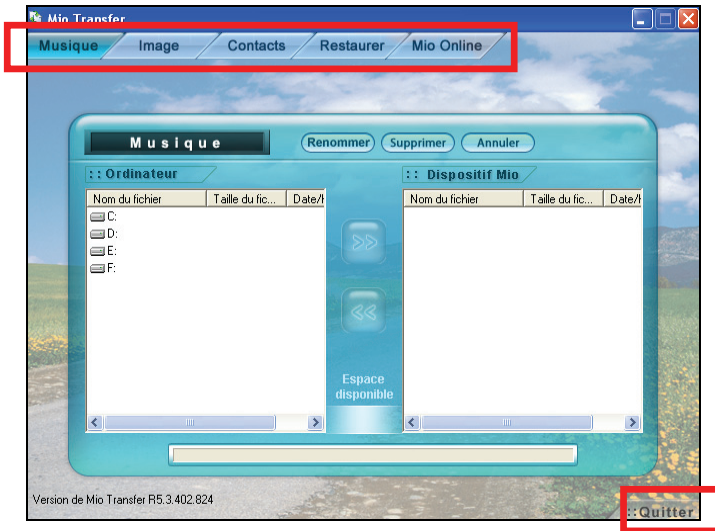 Mio Transfer
Musique Image Contacts Restaurer Mio Online
Musique Renommer Supprimer Annuler
:: Ordinateur
:: Dispositif Mio
Nom du fichier Taille du fic... Date/H
Nom du fichier Taille du fic... Date/H
C:
D:
E:
F:
>>
<<
Espace
disponible
Version de Mio Transfer R5.3.402.824
::Quitter